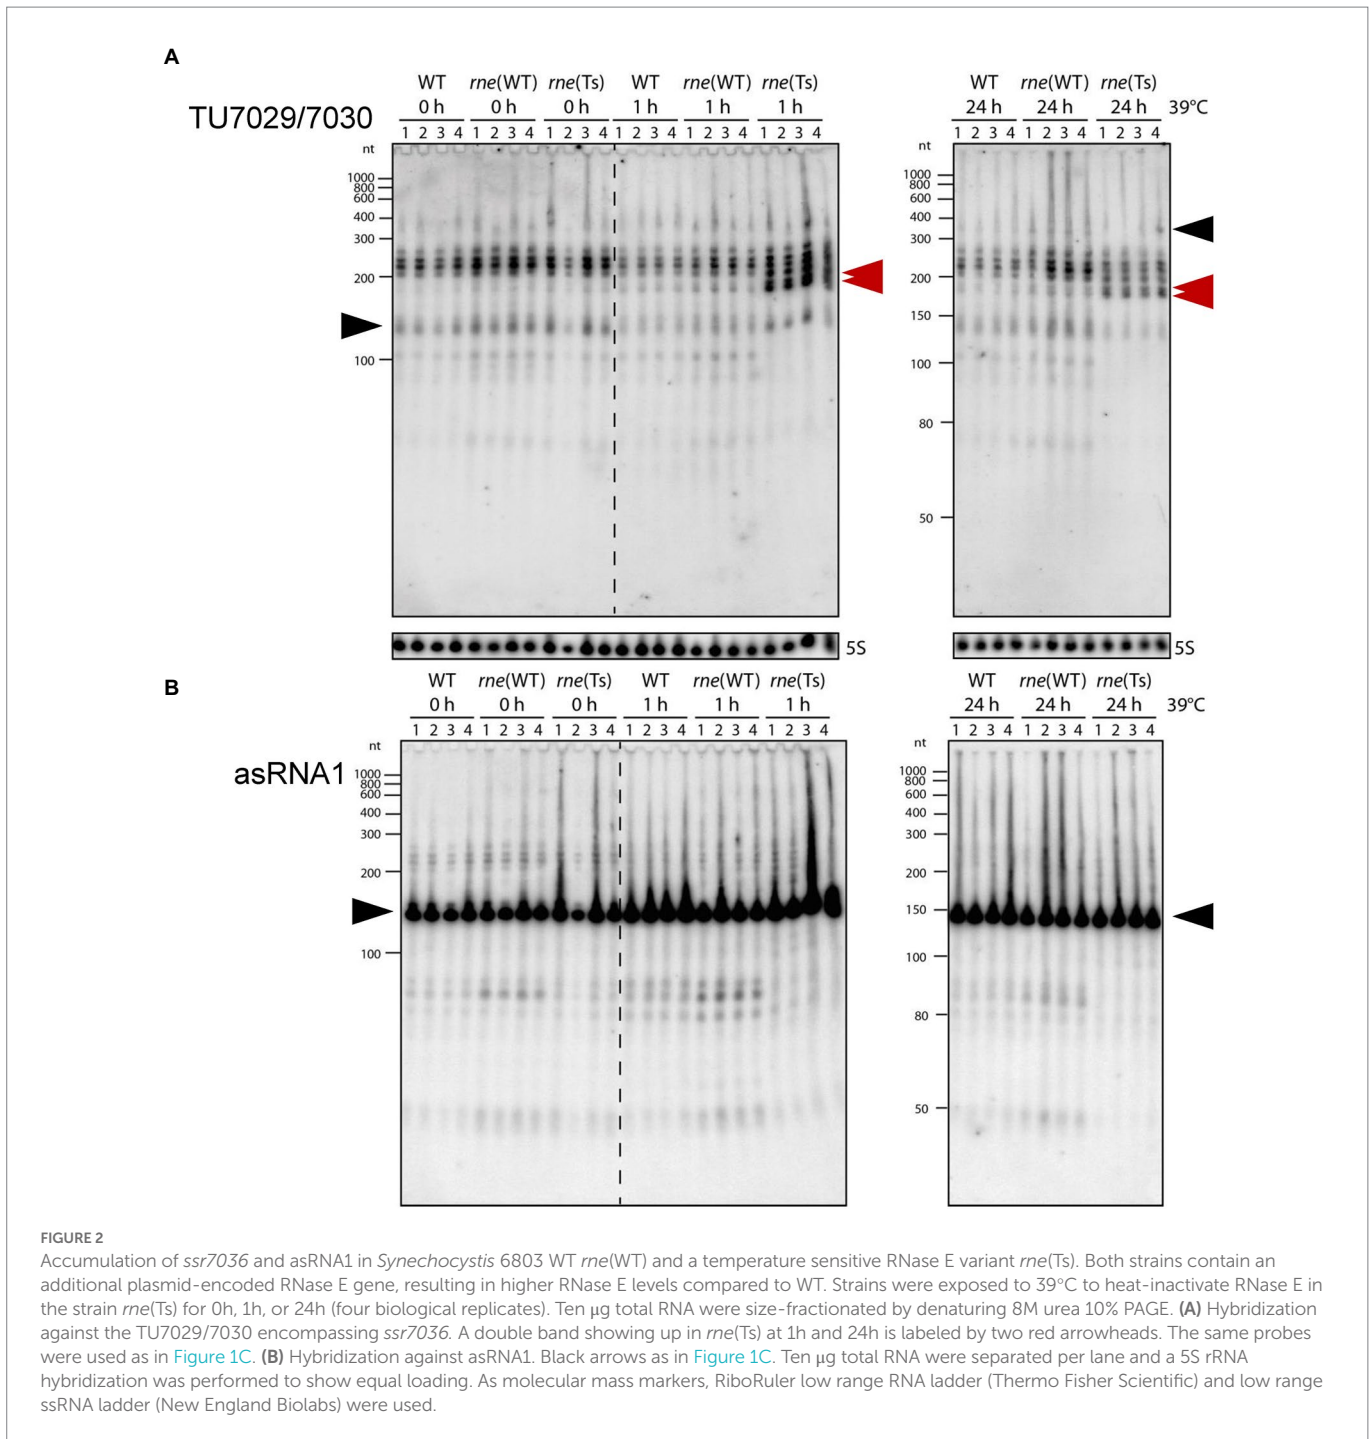 A
TU7029/7030
WT rne(WT) rne(Ts) WT rne(WT) rne(Ts)
0 h 0 h 0 h 1 h 1 h 1 h
1 2 3 4 1 2 3 4 1 2 3 4 1 2 3 4 1 2 3 4 1 2 3 4
nt
1000
800
600
400
300
200
100
WT rne(WT) rne(Ts)
24 h 24 h 24 h 39°C
1 2 3 4 1 2 3 4 1 2 3 4
nt
1000
800
600
400
300
200
150
100
80
50
5S
5S
B
asRNA1
WT rne(WT) rne(Ts) WT rne(WT) rne(Ts)
0 h 0 h 0 h 1 h 1 h 1 h
1 2 3 4 1 2 3 4 1 2 3 4 1 2 3 4 1 2 3 4 1 2 3 4
nt
1000
800
600
400
300
200
100
WT rne(WT) rne(Ts)
24 h 24 h 24 h 39°C
1 2 3 4 1 2 3 4 1 2 3 4
nt
1000
800
600
400
300
200
150
100
80
50
FIGURE 2
Accumulation of ssr7036 and asRNA1 in Synechocystis 6803 WT rne(WT) and a temperature sensitive RNase E variant rne(Ts). Both strains contain an
additional plasmid-encoded RNase E gene, resulting in higher RNase E levels compared to WT. Strains were exposed to 39°C to heat-inactivate RNase E in
the strain rne(Ts) for 0h, 1h, or 24h (four biological replicates). Ten μg total RNA were size-fractionated by denaturing 8M urea 10% PAGE. (A) Hybridization
against the TU7029/7030 encompassing ssr7036. A double band showing up in rne(Ts) at 1h and 24h is labeled by two red arrowheads. The same probes
were used as in Figure 1C. (B) Hybridization against asRNA1. Black arrows as in Figure 1C. Ten μg total RNA were separated per lane and a 5S rRNA
hybridization was performed to show equal loading. As molecular mass markers, RiboRuler low range RNA ladder (Thermo Fisher Scientific) and low range
ssRNA ladder (New England Biolabs) were used.